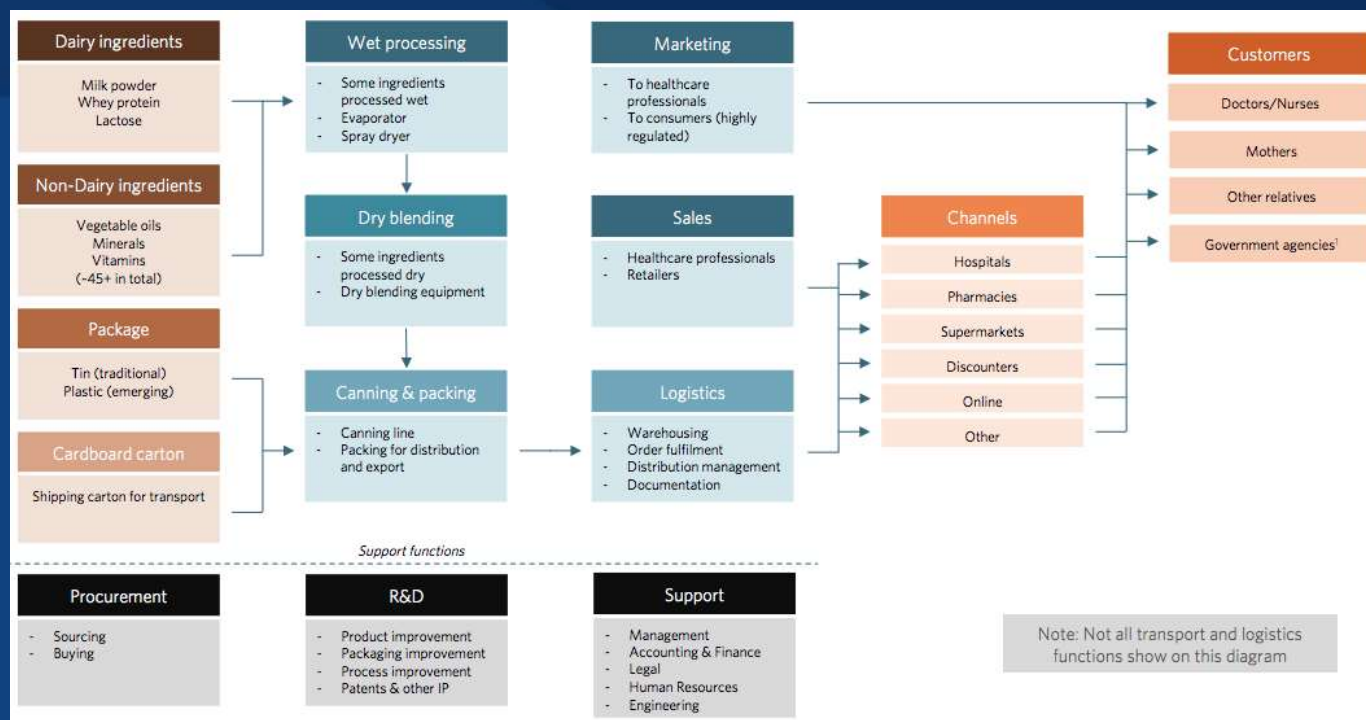 Dairy ingredients
Milk powder
Whey protein
Lactose
Non-Dairy ingredients
Vegetable oils
Minerals
Vitamins
(~45+ in total)
Package
Tin (traditional)
Plastic (emerging)
Cardboard carton
Shipping carton for transport
Wet processing
- Some ingredients
processed wet
- Evaporator
- Spray dryer
Dry blending
- Some ingredients
processed dry
- Dry blending equipment
Canning & packing
- Canning line
- Packing for distribution
and export
Marketing
- To healthcare
professionals
- To consumers (highly
regulated)
Sales
- Healthcare professionals
- Retailers
Logistics
- Warehousing
- Order fulfilment
- Distribution management
- Documentation
Channels
Hospitals
Pharmacies
Supermarkets
Discounters
Online
Other
Customers
Doctors/Nurses
Mothers
Other relatives
Government agencies¹
Support functions
Procurement
- Sourcing
- Buying
R&D
- Product improvement
- Packaging improvement
- Process improvement
- Patents & other IP
Support
- Management
- Accounting & Finance
- Legal
- Human Resources
- Engineering
Note: Not all transport and logistics
functions show on this diagram